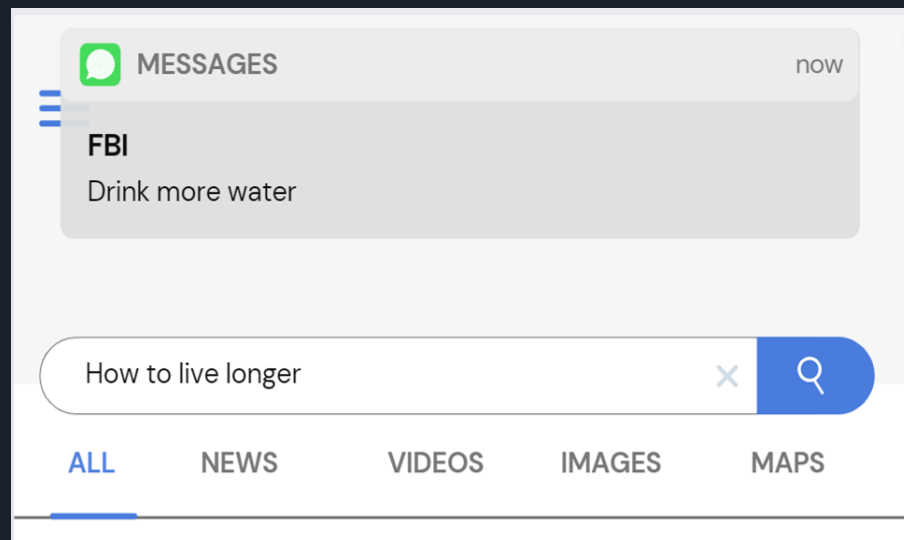 MESSAGES now
FBI
Drink more water
How to live longer
ALL NEWS VIDEOS IMAGES MAPS